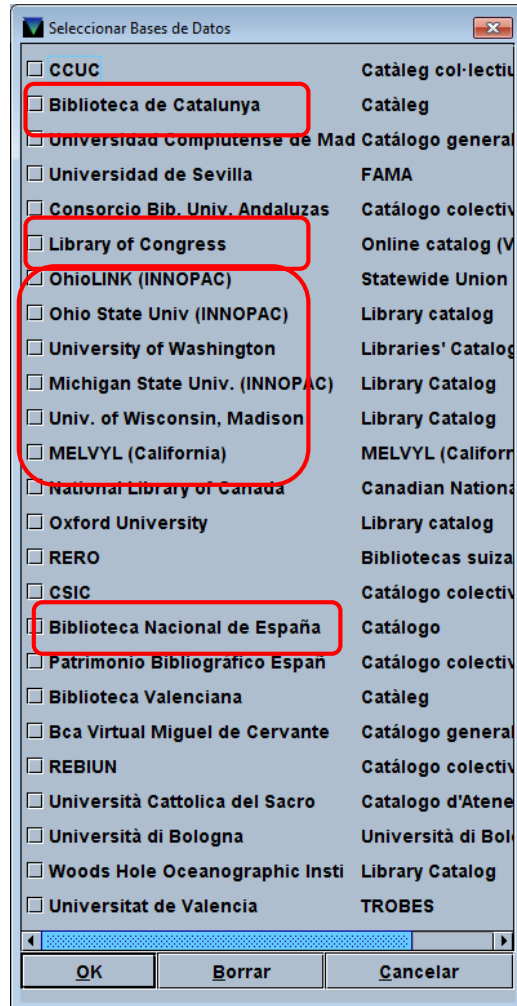 Seleccionar Bases de Datos
CCUC Catàleg col·lectiu
Biblioteca de Catalunya Catàleg
Universidad Complutense de Mad Catálogo general
Universidad de Sevilla FAMA
Consorcio Bib. Univ. Andaluzas Catálogo colectiv
Library of Congress Online catalog (V
OhioLINK (INNOPAC) Statewide Union
Ohio State Univ (INNOPAC) Library catalog
University of Washington Libraries' Catalog
Michigan State Univ. (INNOPAC) Library Catalog
Univ. of Wisconsin, Madison Library Catalog
MELVYL (California) MELVYL (Californ
National Library of Canada Canadian Nationa
Oxford University Library catalog
RERO Bibliotecas suiza
CSIC Catálogo colectiv
Biblioteca Nacional de España Catálogo
Patrimonio Bibliográfico Españ Catálogo colectiv
Biblioteca Valenciana Catàleg
Bca Virtual Miguel de Cervante Catálogo general
REBIUN Catálogo colectiv
Università Cattolica del Sacro Catalogo d'Atene
Università di Bologna Università di Bolo
Woods Hole Oceanographic Insti Library Catalog
Universitat de Valencia TROBES
OK Borrar Cancelar